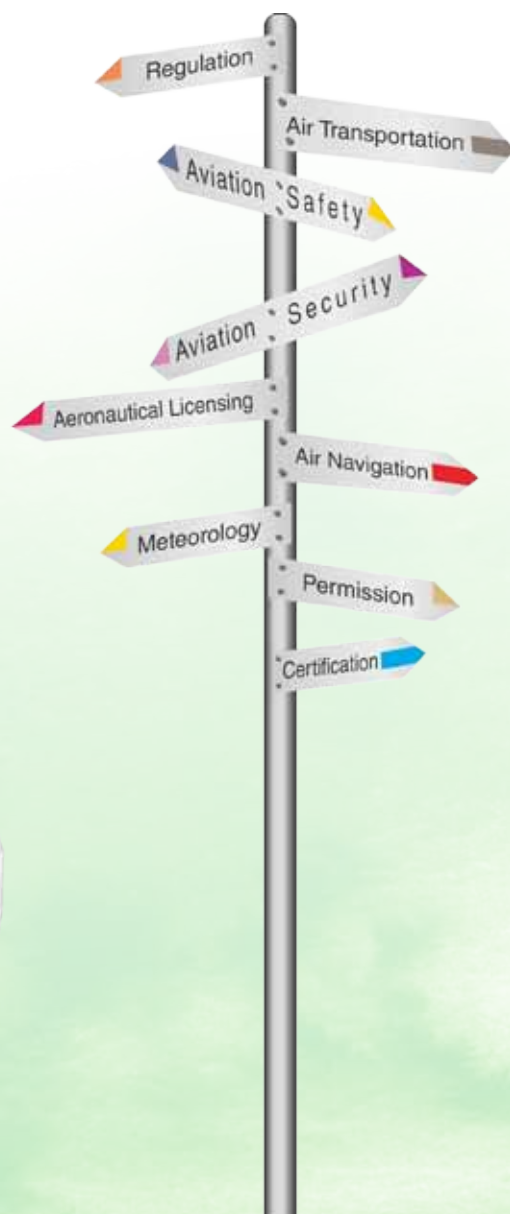 Regulation
Air Transportation
Aviation Safety
Aviation Security
Aeronautical Licensing
Air Navigation
Meteorology
Permission
Certification